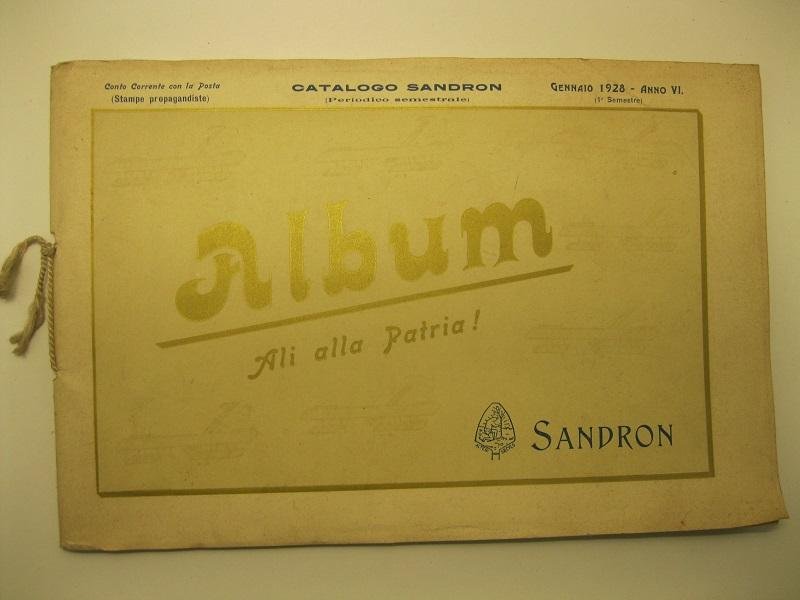 Conto Corrente con la Posta
(Stampe propagandiste)
CATALOGO SANDRON
(Periodico semestrale)
GENNAIO 1928 - ANNO VI.
(1° Semestre)
Album
Ali alla Patria!
SANDRON